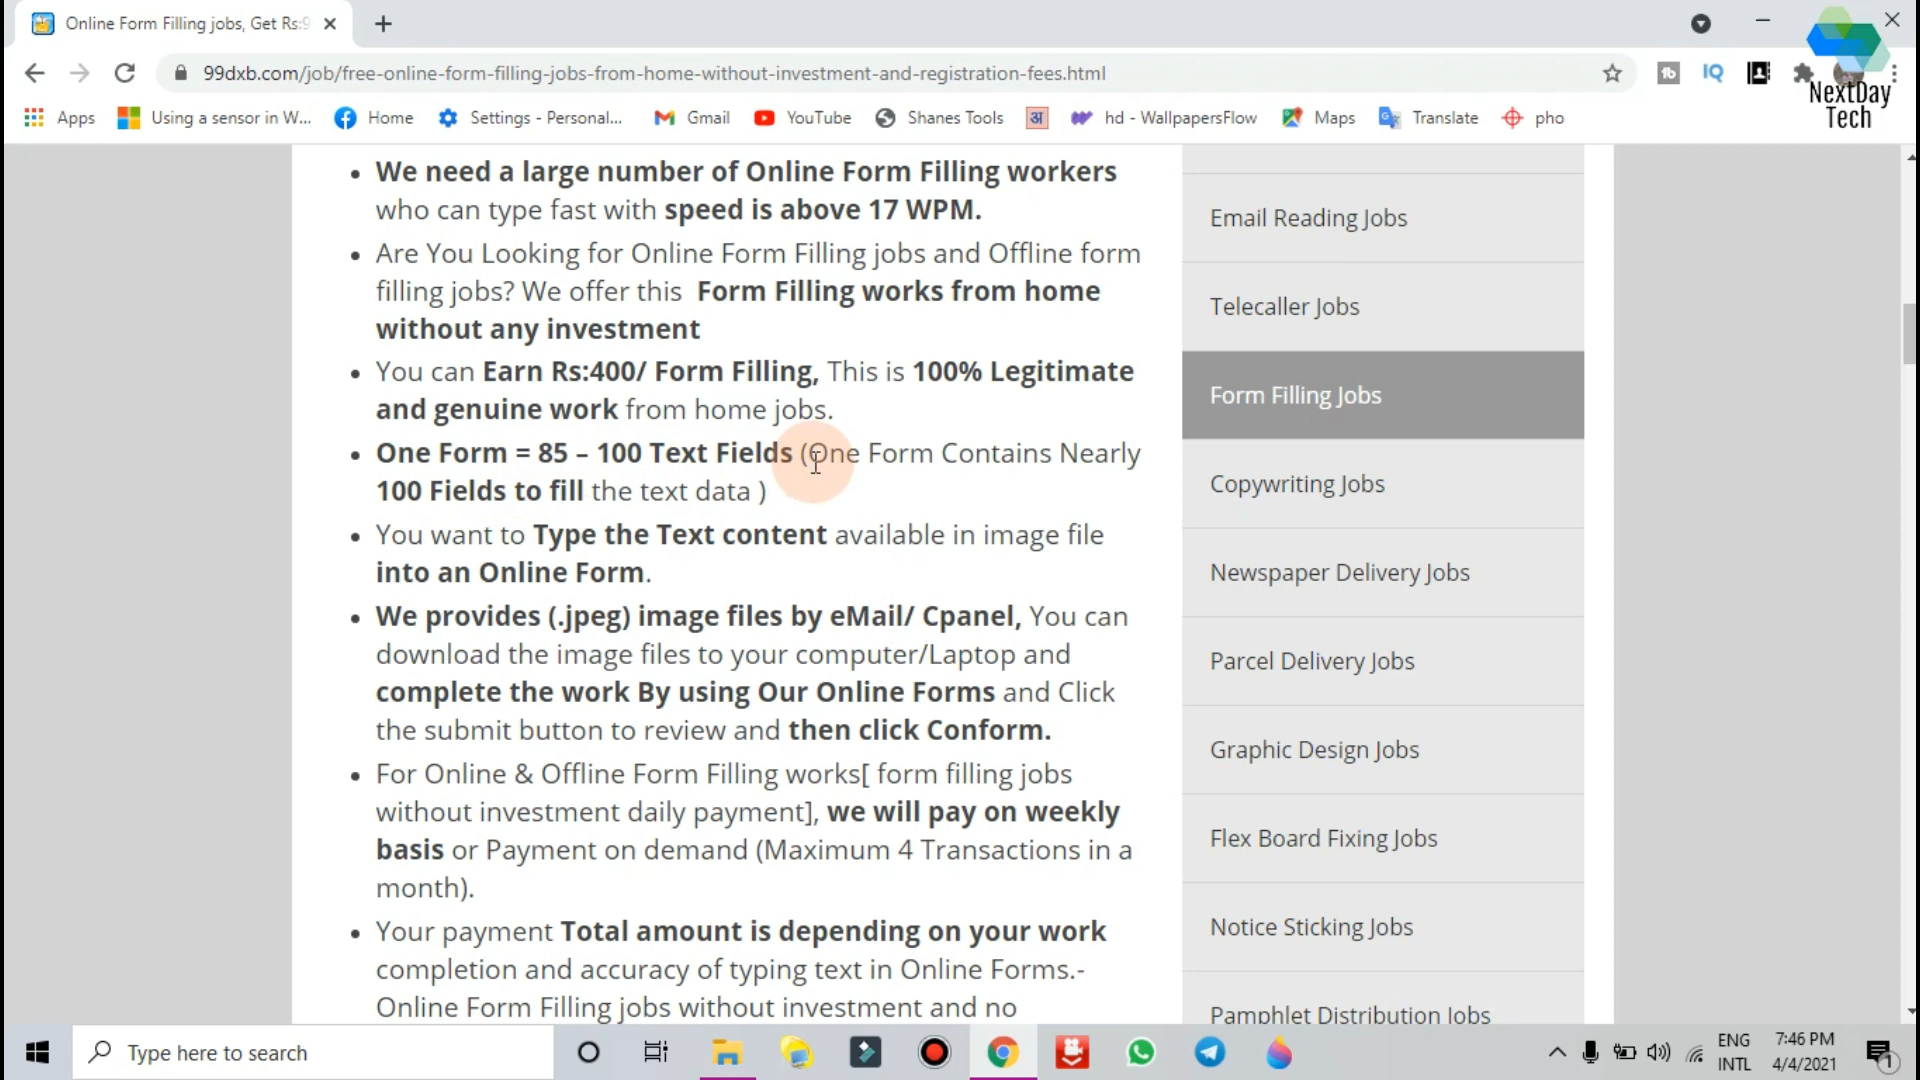 Online Form Filling jobs, Get Rs:9
99dxb.com/job/free-online-form-filling-jobs-from-home-without-investment-and-registration-fees.html
Apps Using a sensor in W... Home Settings - Personal... Gmail YouTube Shanes Tools अ hd - WallpapersFlow Maps Translate pho
NextDay
Tech
• We need a large number of Online Form Filling workers
who can type fast with speed is above 17 WPM.
• Are You Looking for Online Form Filling jobs and Offline form
filling jobs? We offer this Form Filling works from home
without any investment
• You can Earn Rs:400/ Form Filling, This is 100% Legitimate
and genuine work from home jobs.
• One Form = 85 – 100 Text Fields (One Form Contains Nearly
100 Fields to fill the text data )
• You want to Type the Text content available in image file
into an Online Form.
• We provides (.jpeg) image files by eMail/ Cpanel, You can
download the image files to your computer/Laptop and
complete the work By using Our Online Forms and Click
the submit button to review and then click Conform.
• For Online & Offline Form Filling works[ form filling jobs
without investment daily payment], we will pay on weekly
basis or Payment on demand (Maximum 4 Transactions in a
month).
• Your payment Total amount is depending on your work
completion and accuracy of typing text in Online Forms.-
Online Form Filling jobs without investment and no
Email Reading Jobs
Telecaller Jobs
Form Filling Jobs
Copywriting Jobs
Newspaper Delivery Jobs
Parcel Delivery Jobs
Graphic Design Jobs
Flex Board Fixing Jobs
Notice Sticking Jobs
Pamphlet Distribution Jobs
Type here to search
ENG
INTL
7:46 PM
4/4/2021
1